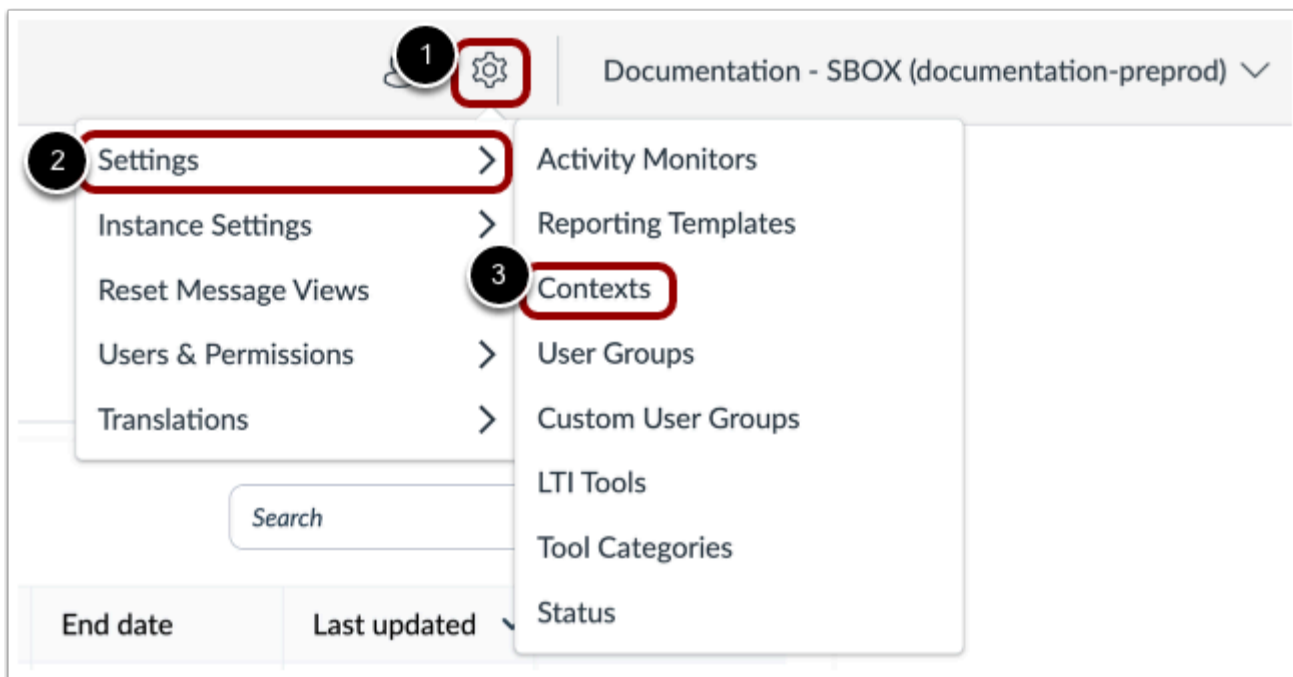 1
Documentation - SBOX (documentation-preprod)
2
Settings
Instance Settings
Reset Message Views
Users & Permissions
Translations
Activity Monitors
Reporting Templates
3
Contexts
User Groups
Custom User Groups
LTI Tools
Tool Categories
Status
Search
End date
Last updated